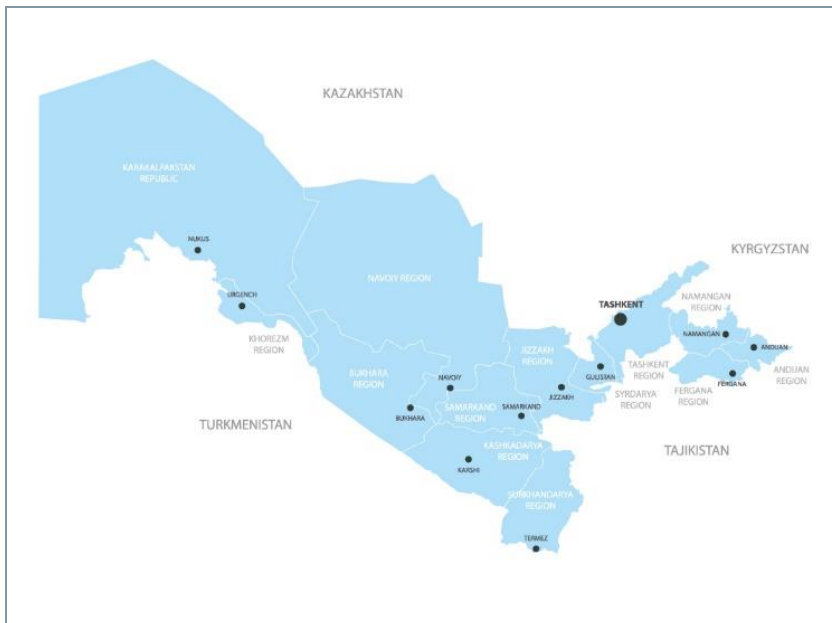 KAZAKHSTAN
KARAKALPAKSTAN
REPUBLIC
NUKUS
KYRGYZSTAN
NAVOIY REGION
URGENCH
NAMANGAN
REGION
TASHKENT
KHOREZM
REGION
NAMANGAN
JIZZAKH
REGION
ANDIJAN
BUKHARA
REGION
TASHKENT
REGION
ANDIJAN
REGION
NAVOIY
GULISTAN
FERGANA
JIZZAKH
SYRDARYA
REGION
FERGANA
REGION
BUKHARA
SAMARKAND
REGION
SAMARKAND
TURKMENISTAN
KASHKADARYA
REGION
TAJIKISTAN
KARSHI
SURKHANDARYA
REGION
TERMEZ